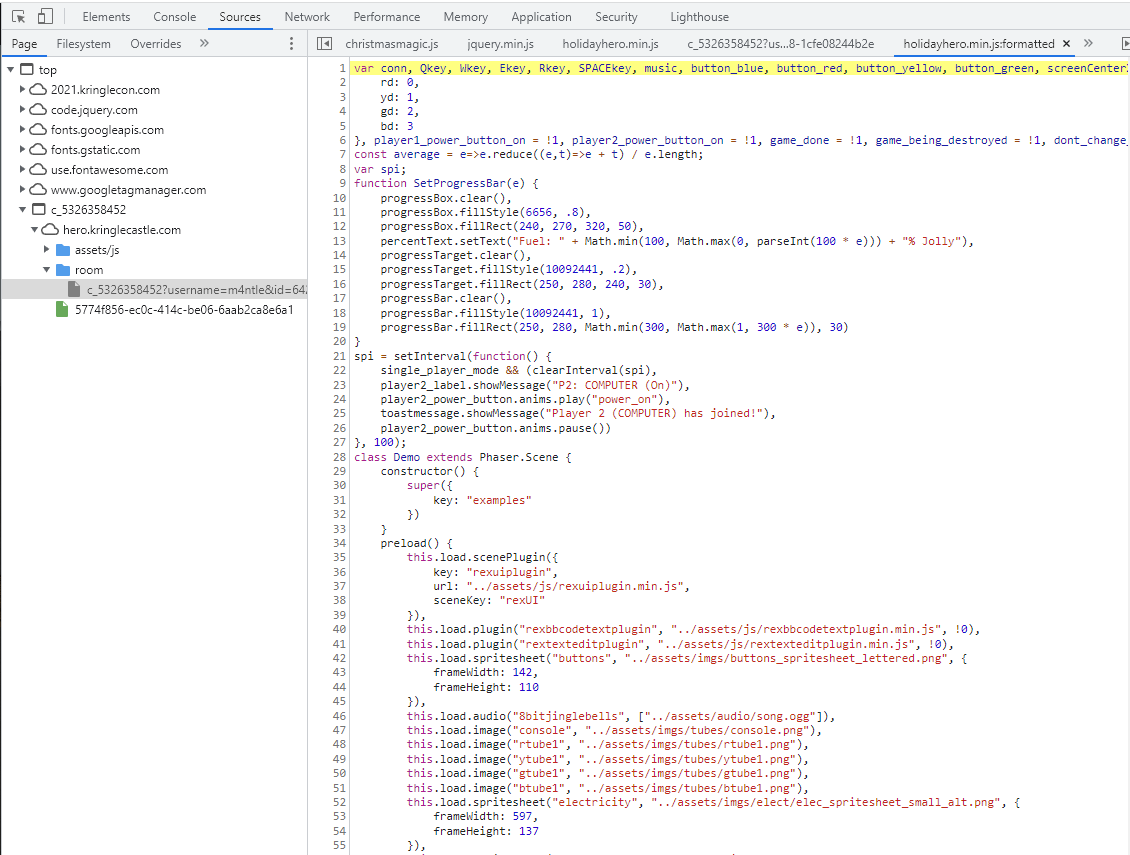 Elements Console Sources Network Performance Memory Application Security Lighthouse
Page Filesystem Overrides »
christmasmagic.js jquery.min.js holidayhero.min.js c_5326358452?us…8-1cfe08244b2e holidayhero.min.js:formatted × »
top
2021.kringlecon.com
code.jquery.com
fonts.googleapis.com
fonts.gstatic.com
use.fontawesome.com
www.googletagmanager.com
c_5326358452
hero.kringlecastle.com
assets/js
room
c_5326358452?username=m4ntle&id=642
5774f856-ec0c-414c-be06-6aab2ca8e6a1
1 var conn, Qkey, Wkey, Ekey, Rkey, SPACEkey, music, button_blue, button_red, button_yellow, button_green, screenCenter
2 rd: 0,
3 yd: 1,
4 gd: 2,
5 bd: 3
6 }, player1_power_button_on = !1, player2_power_button_on = !1, game_done = !1, game_being_destroyed = !1, dont_change_
7 const average = e=>e.reduce((e,t)=>e + t) / e.length;
8 var spi;
9 function SetProgressBar(e) {
10 progressBox.clear(),
11 progressBox.fillStyle(6656, .8),
12 progressBox.fillRect(240, 270, 320, 50),
13 percentText.setText("Fuel: " + Math.min(100, Math.max(0, parseInt(100 * e))) + "% Jolly"),
14 progressTarget.clear(),
15 progressTarget.fillStyle(10092441, .2),
16 progressTarget.fillRect(250, 280, 240, 30),
17 progressBar.clear(),
18 progressBar.fillStyle(10092441, 1),
19 progressBar.fillRect(250, 280, Math.min(300, Math.max(1, 300 * e)), 30)
20 }
21 spi = setInterval(function() {
22 single_player_mode && (clearInterval(spi),
23 player2_label.showMessage("P2: COMPUTER (On)"),
24 player2_power_button.anims.play("power_on"),
25 toastmessage.showMessage("Player 2 (COMPUTER) has joined!"),
26 player2_power_button.anims.pause())
27 }, 100);
28 class Demo extends Phaser.Scene {
29 constructor() {
30 super({
31 key: "examples"
32 })
33 }
34 preload() {
35 this.load.scenePlugin({
36 key: "rexuiplugin",
37 url: "../assets/js/rexuiplugin.min.js",
38 sceneKey: "rexUI"
39 }),
40 this.load.plugin("rexbbcodetextplugin", "../assets/js/rexbbcodetextplugin.min.js", !0),
41 this.load.plugin("rextexteditplugin", "../assets/js/rextexteditplugin.min.js", !0),
42 this.load.spritesheet("buttons", "../assets/imgs/buttons_spritesheet_lettered.png", {
43 frameWidth: 142,
44 frameHeight: 110
45 }),
46 this.load.audio("8bitjinglebells", ["../assets/audio/song.ogg"]),
47 this.load.image("console", "../assets/imgs/tubes/console.png"),
48 this.load.image("rtube1", "../assets/imgs/tubes/rtube1.png"),
49 this.load.image("ytube1", "../assets/imgs/tubes/ytube1.png"),
50 this.load.image("gtube1", "../assets/imgs/tubes/gtube1.png"),
51 this.load.image("btube1", "../assets/imgs/tubes/btube1.png"),
52 this.load.spritesheet("electricity", "../assets/imgs/elect/elec_spritesheet_small_alt.png", {
53 frameWidth: 597,
54 frameHeight: 137
55 }),